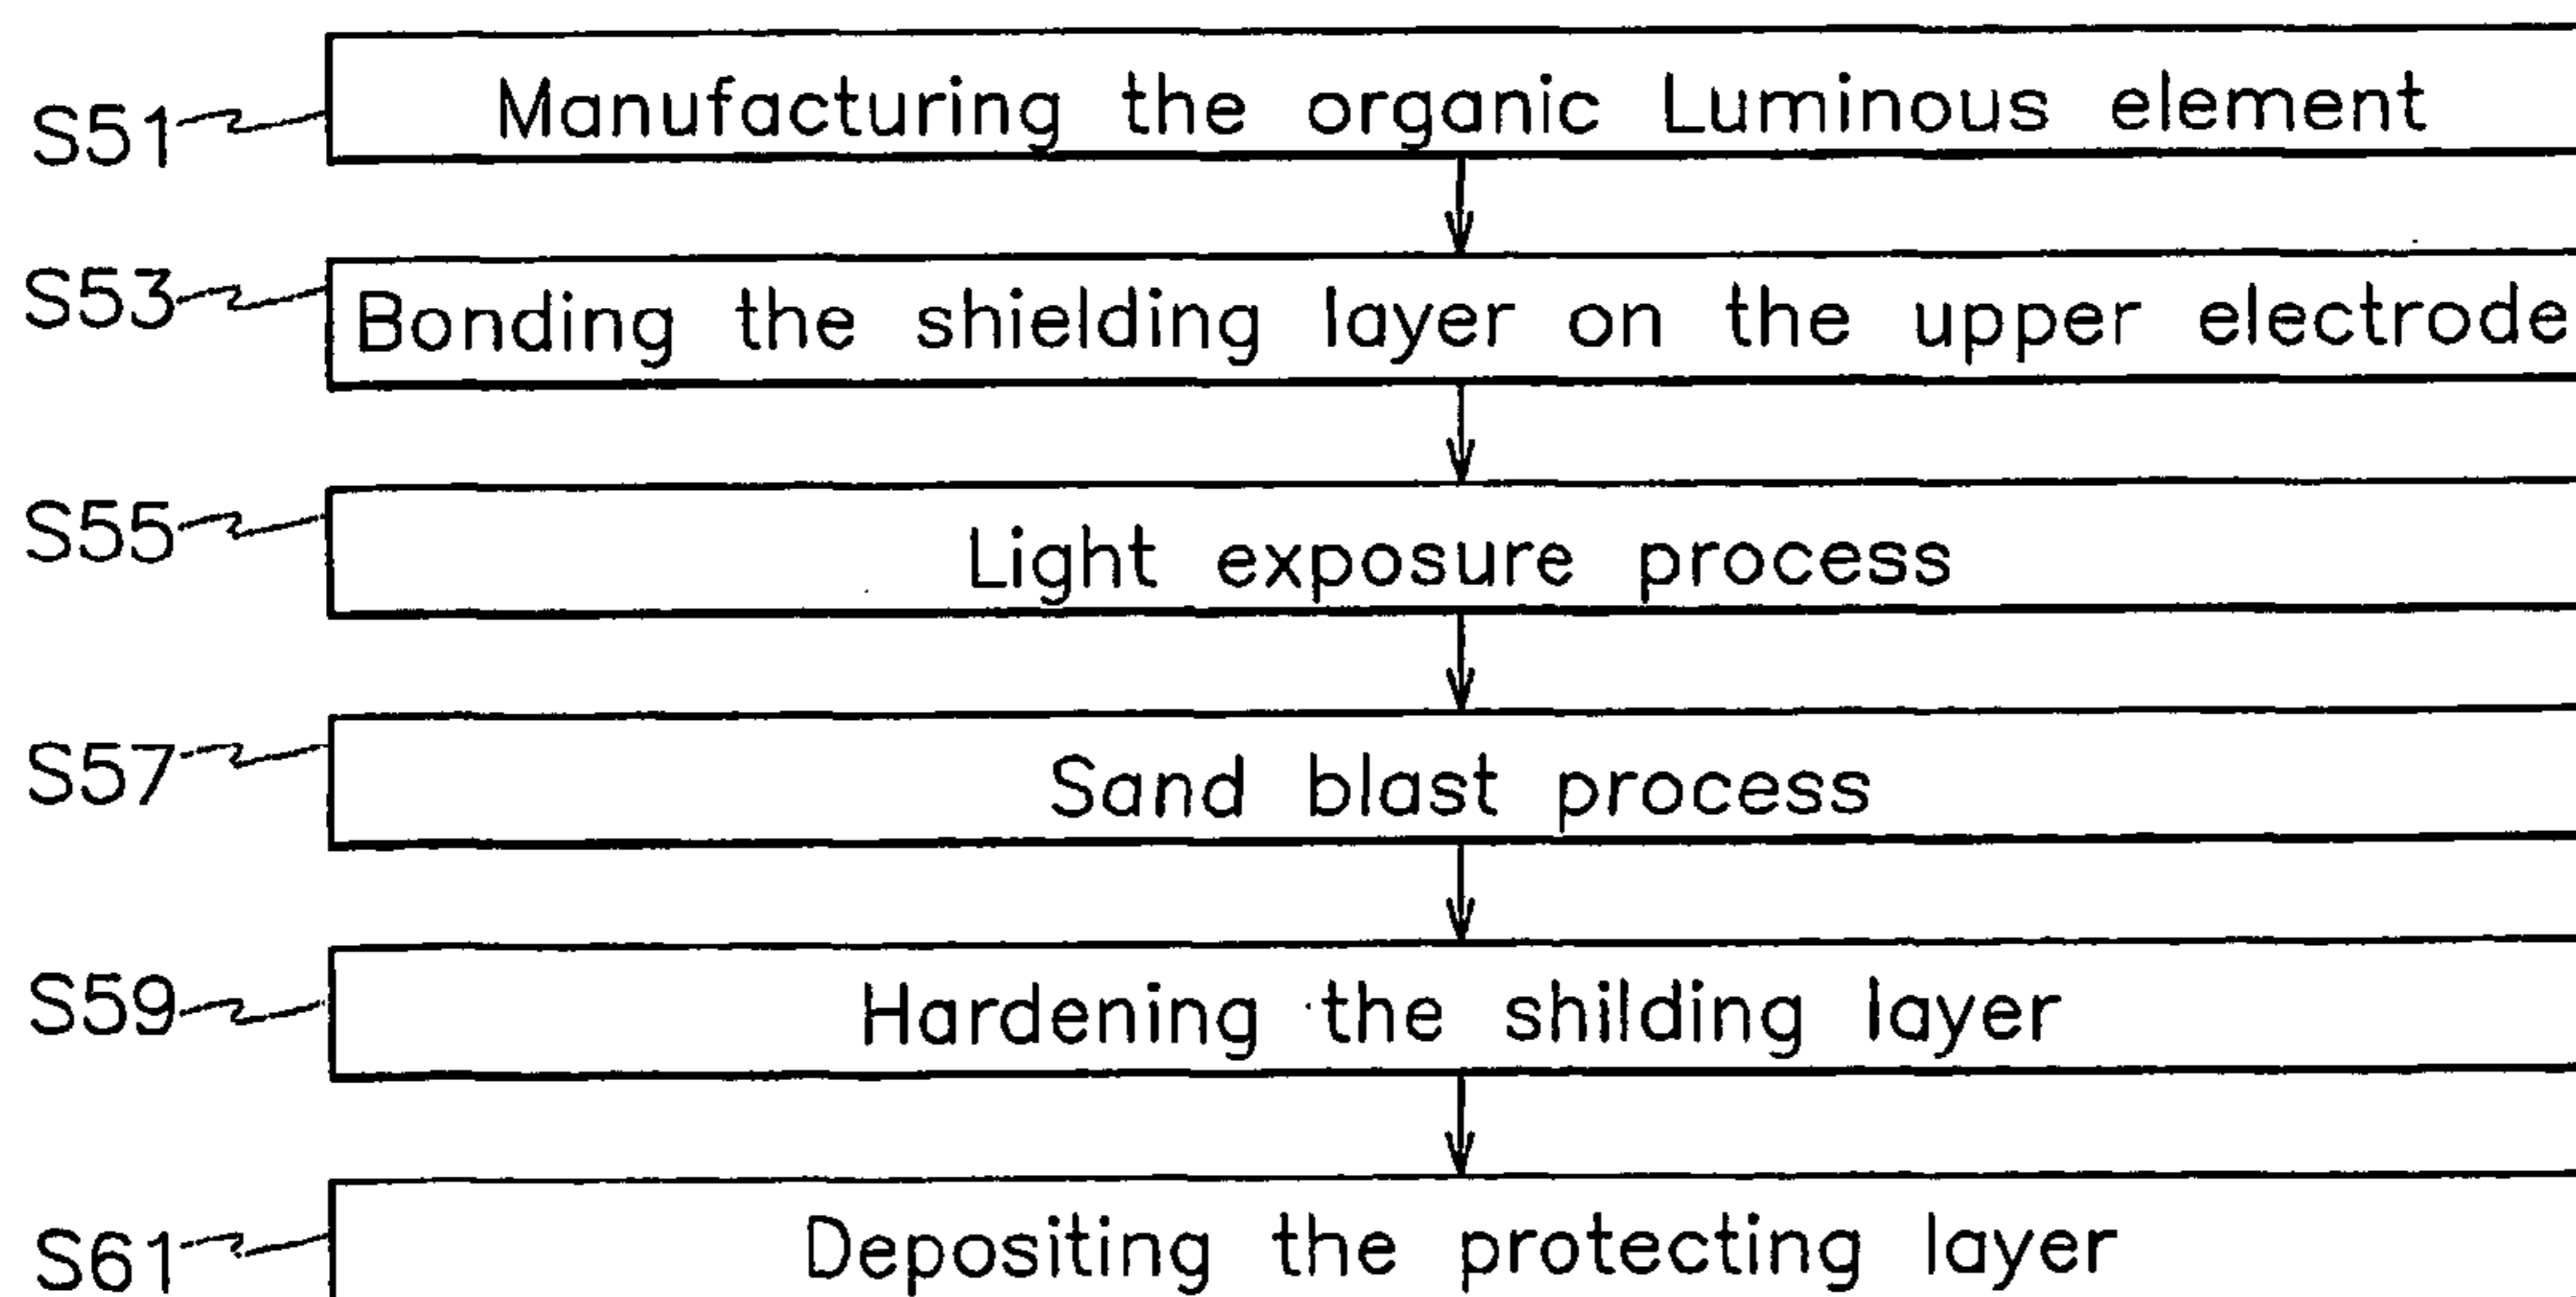 S51 Manufacturing the organic Luminous element
S53 Bonding the shielding layer on the upper electrode
S55 Light exposure process
S57 Sand blast process
S59 Hardening the shilding layer
S61 Depositing the protecting layer